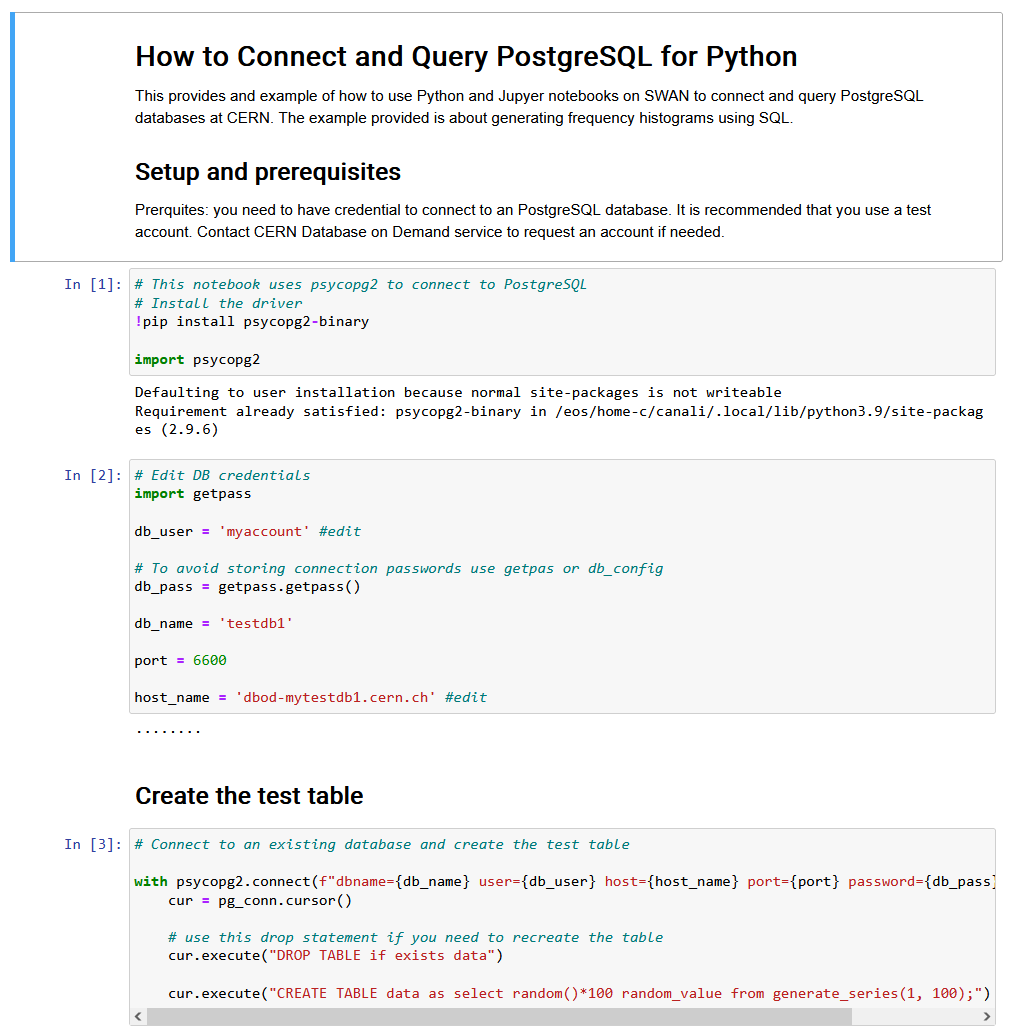 How to Connect and Query PostgreSQL for Python
This provides and example of how to use Python and Jupyer notebooks on SWAN to connect and query PostgreSQL
databases at CERN. The example provided is about generating frequency histograms using SQL.
Setup and prerequisites
Prerquites: you need to have credential to connect to an PostgreSQL database. It is recommended that you use a test
account. Contact CERN Database on Demand service to request an account if needed.
In [1]: # This notebook uses psycopg2 to connect to PostgreSQL
# Install the driver
!pip install psycopg2-binary
import psycopg2
Defaulting to user installation because normal site-packages is not writeable
Requirement already satisfied: psycopg2-binary in /eos/home-c/canali/.local/lib/python3.9/site-packag
es (2.9.6)
In [2]: # Edit DB credentials
import getpass
db_user = 'myaccount' #edit
# To avoid storing connection passwords use getpas or db_config
db_pass = getpass.getpass()
db_name = 'testdb1'
port = 6600
host_name = 'dbod-mytestdb1.cern.ch' #edit
········
Create the test table
In [3]: # Connect to an existing database and create the test table
with psycopg2.connect(f"dbname={db_name} user={db_user} host={host_name} port={port} password={db_pass}
cur = pg_conn.cursor()
# use this drop statement if you need to recreate the table
cur.execute("DROP TABLE if exists data")
cur.execute("CREATE TABLE data as select random()*100 random_value from generate_series(1, 100);")